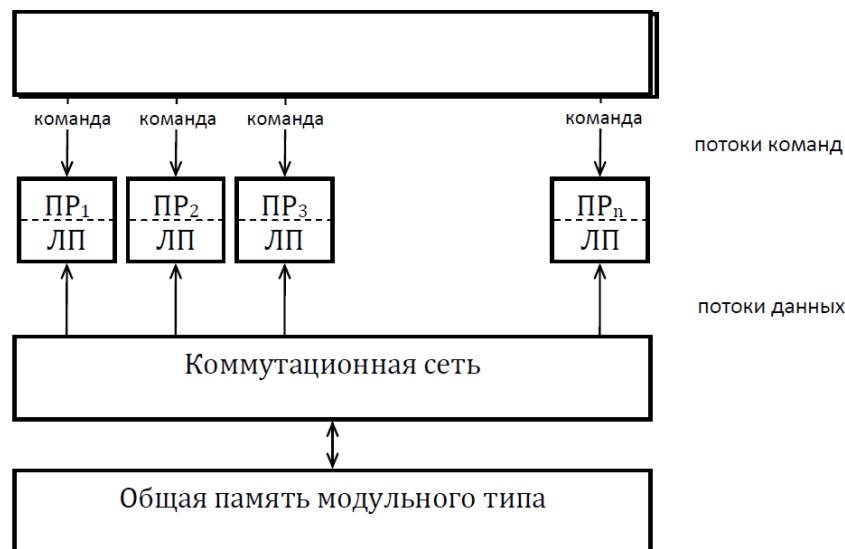 команда команда команда команда
потоки команд
ПР₁ ПР₂ ПР₃ ПРₙ
ЛП ЛП ЛП ЛП
потоки данных
Коммутационная сеть
Общая память модульного типа